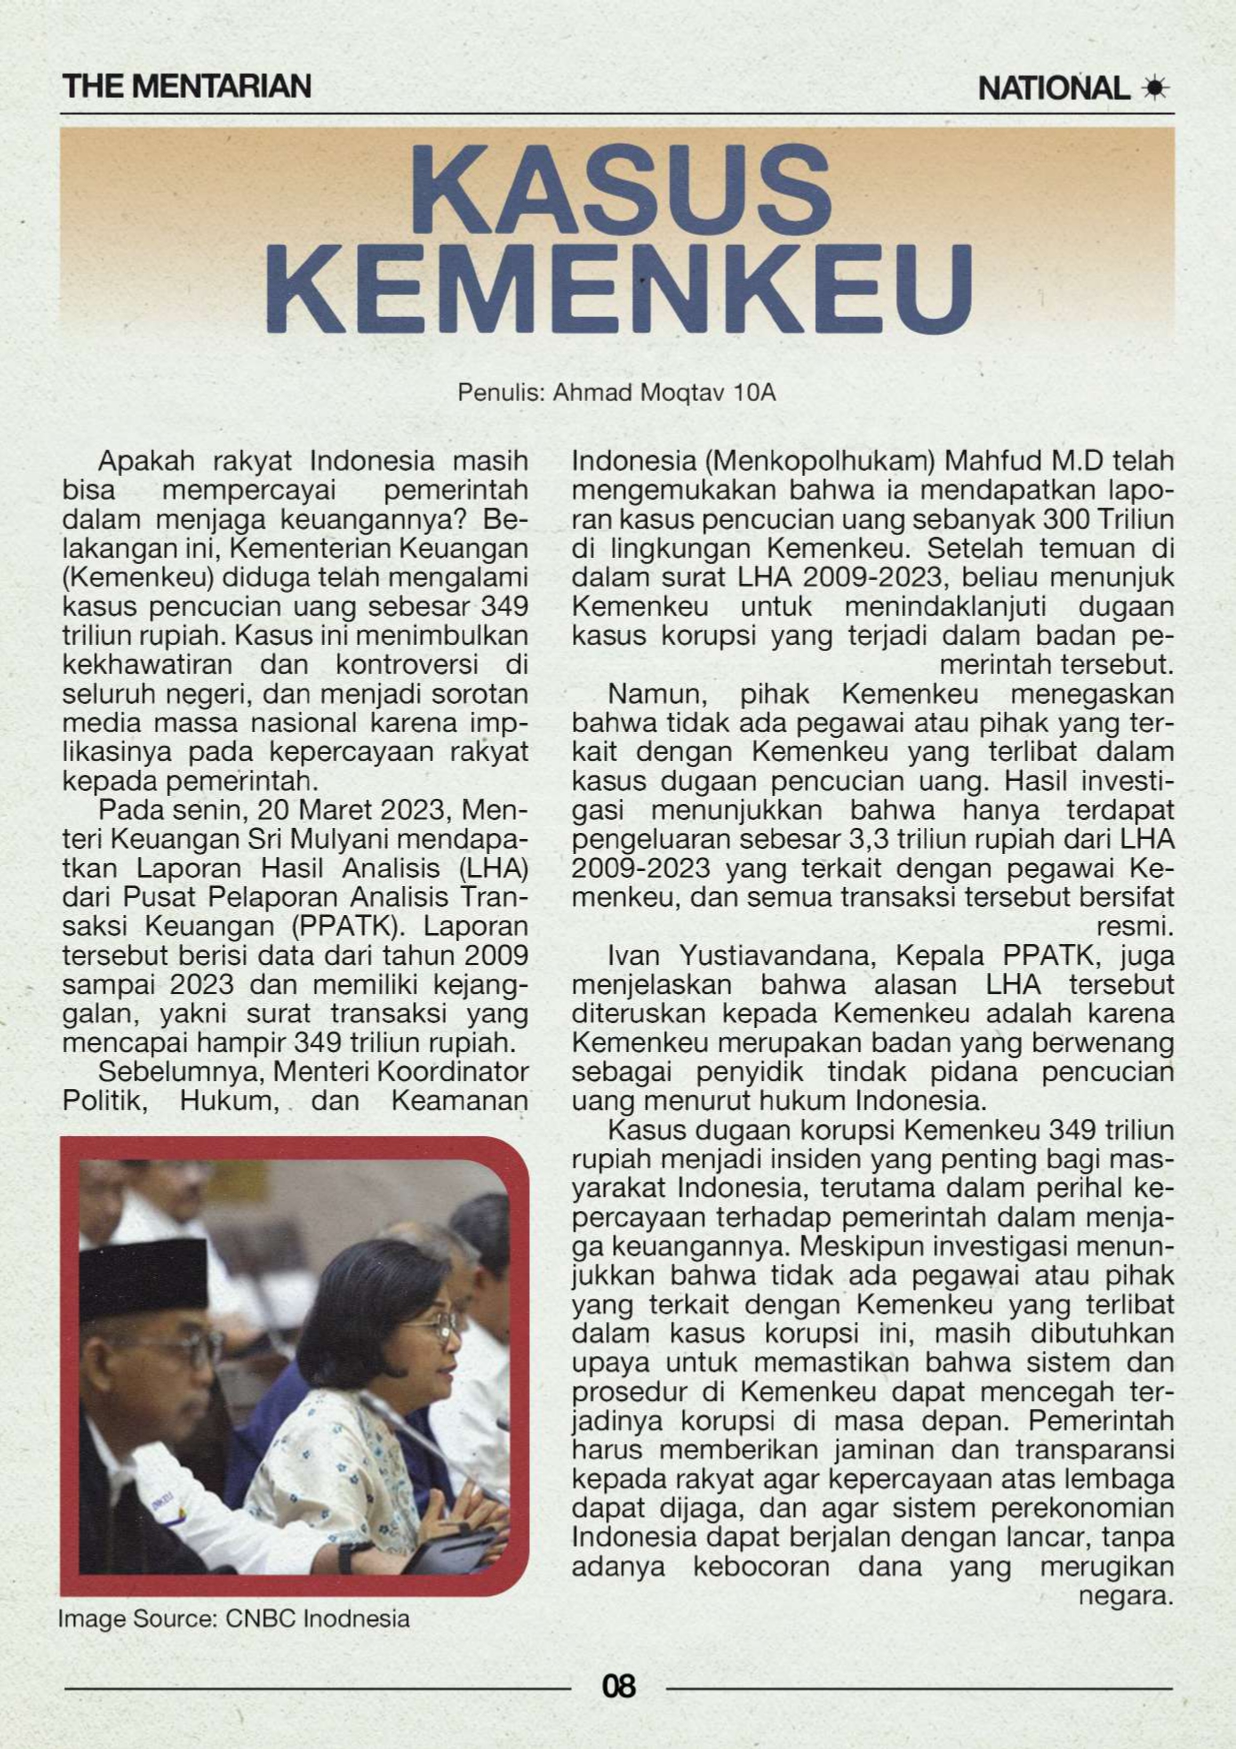 THE MENTARIAN
NATIONAL
KASUS
KEMENKEU
Penulis: Ahmad Moqtav 10A
Apakah rakyat Indonesia masih
bisa mempercayai pemerintah
dalam menjaga keuangannya? Be-
lakangan ini, Kementerian Keuangan
(Kemenkeu) diduga telah mengalami
kasus pencucian uang sebesar 349
triliun rupiah. Kasus ini menimbulkan
kekhawatiran dan kontroversi di
seluruh negeri, dan menjadi sorotan
media massa nasional karena imp-
likasinya pada kepercayaan rakyat
kepada pemerintah.
Pada senin, 20 Maret 2023, Men-
teri Keuangan Sri Mulyani mendapa-
tkan Laporan Hasil Analisis (LHA)
dari Pusat Pelaporan Analisis Tran-
saksi Keuangan (PPATK). Laporan
tersebut berisi data dari tahun 2009
sampai 2023 dan memiliki kejang-
galan, yakni surat transaksi yang
mencapai hampir 349 triliun rupiah.
Sebelumnya, Menteri Koordinator
Politik, Hukum, dan Keamanan
Indonesia (Menkopolhukam) Mahfud M.D telah
mengemukakan bahwa ia mendapatkan lapo-
ran kasus pencucian uang sebanyak 300 Triliun
di lingkungan Kemenkeu. Setelah temuan di
dalam surat LHA 2009-2023, beliau menunjuk
Kemenkeu untuk menindaklanjuti dugaan
kasus korupsi yang terjadi dalam badan pe-
merintah tersebut.
Namun, pihak Kemenkeu menegaskan
bahwa tidak ada pegawai atau pihak yang ter-
kait dengan Kemenkeu yang terlibat dalam
kasus dugaan pencucian uang. Hasil investi-
gasi menunjukkan bahwa hanya terdapat
pengeluaran sebesar 3,3 triliun rupiah dari LHA
2009-2023 yang terkait dengan pegawai Ke-
menkeu, dan semua transaksi tersebut bersifat
resmi.
Ivan Yustiavandana, Kepala PPATK, juga
menjelaskan bahwa alasan LHA tersebut
diteruskan kepada Kemenkeu adalah karena
Kemenkeu merupakan badan yang berwenang
sebagai penyidik tindak pidana pencucian
uang menurut hukum Indonesia.
Kasus dugaan korupsi Kemenkeu 349 triliun
rupiah menjadi insiden yang penting bagi mas-
yarakat Indonesia, terutama dalam perihal ke-
percayaan terhadap pemerintah dalam menja-
ga keuangannya. Meskipun investigasi menun-
jukkan bahwa tidak ada pegawai atau pihak
yang terkait dengan Kemenkeu yang terlibat
dalam kasus korupsi ini, masih dibutuhkan
upaya untuk memastikan bahwa sistem dan
prosedur di Kemenkeu dapat mencegah ter-
jadinya korupsi di masa depan. Pemerintah
harus memberikan jaminan dan transparansi
kepada rakyat agar kepercayaan atas lembaga
dapat dijaga, dan agar sistem perekonomian
Indonesia dapat berjalan dengan lancar, tanpa
adanya kebocoran dana yang merugikan
negara.
Image Source: CNBC Inodnesia
08